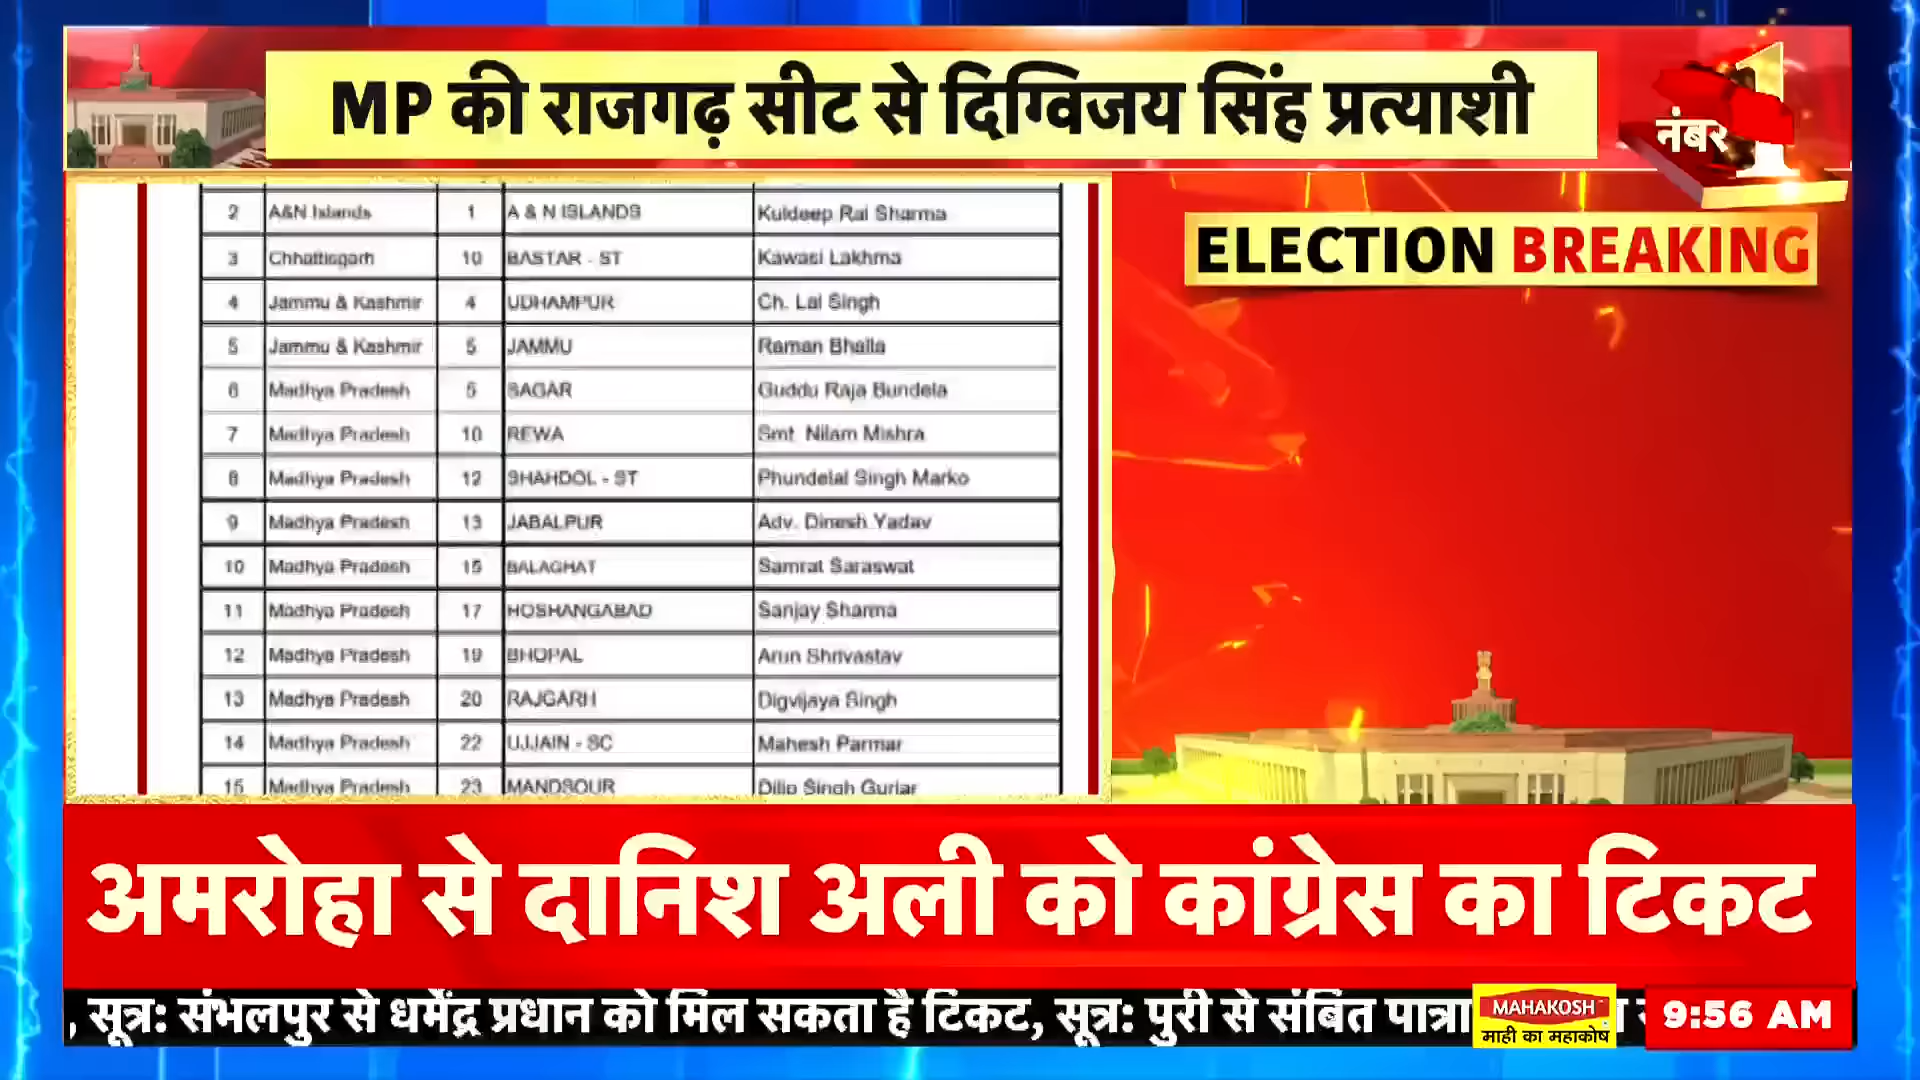 MP की राजगढ़ सीट से दिग्विजय सिंह प्रत्याशी
नंबर 1
ELECTION BREAKING
2 A&N Islands 1 A & N ISLANDS Kuldeep Rai Sharma
3 Chhattisgarh 10 BASTAR - ST Kawasi Lakhma
4 Jammu & Kashmir 4 UDHAMPUR Ch. Lal Singh
5 Jammu & Kashmir 5 JAMMU Raman Bhalla
6 Madhya Pradesh 5 SAGAR Guddu Raja Bundela
7 Madhya Pradesh 10 REWA Smt. Nilam Mishra
8 Madhya Pradesh 12 SHAHDOL - ST Phundelal Singh Marko
9 Madhya Pradesh 13 JABALPUR Adv. Dinesh Yadav
10 Madhya Pradesh 15 BALAGHAT Samrat Saraswat
11 Madhya Pradesh 17 HOSHANGABAD Sanjay Sharma
12 Madhya Pradesh 19 BHOPAL Arun Shrivastav
13 Madhya Pradesh 20 RAJGARH Digvijaya Singh
14 Madhya Pradesh 22 UJJAIN - SC Mahesh Parmar
15 Madhya Pradesh 23 MANDSOUR Dilip Singh Gurjar
अमरोहा से दानिश अली को कांग्रेस का टिकट
, सूत्र: संभलपुर से धर्मेंद्र प्रधान को मिल सकता है टिकट, सूत्र: पुरी से संबित पात्रा
MAHAKOSH
माही का महाकोष
9:56 AM